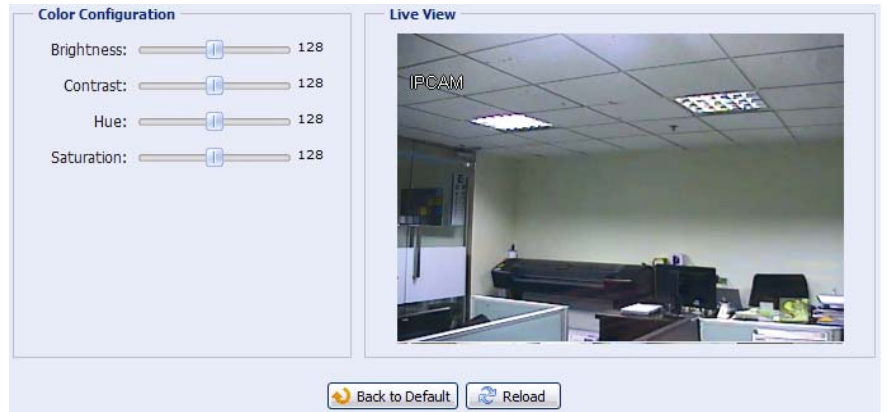 Color Configuration
Brightness: 128
Contrast: 128
Hue: 128
Saturation: 128
Live View
IPCAM
Back to Default
Reload